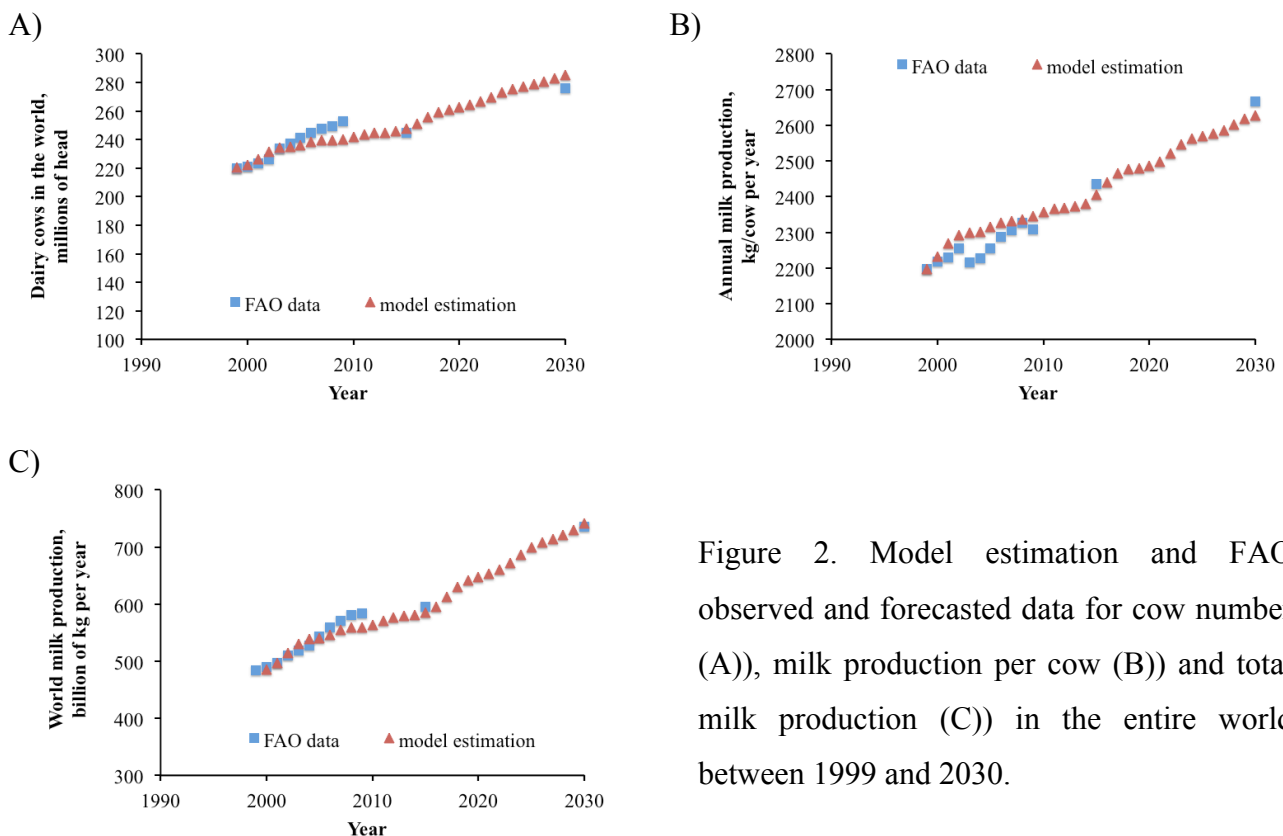 A)
Dairy cows in the world,
millions of head
300
280
260
240
220
200
180
160
140
120
100
FAO data
model estimation
1990
2000
2010
2020
2030
Year
B)
Annual milk production,
kg/cow per year
2800
2700
2600
2500
2400
2300
2200
2100
2000
FAO data
model estimation
1990
2000
2010
2020
2030
Year
C)
World milk production,
billion of kg per year
800
700
600
500
400
300
FAO data
model estimation
1990
2000
2010
2020
2030
Year
Figure 2. Model estimation and FAO
observed and forecasted data for cow number
(A)), milk production per cow (B)) and total
milk production (C)) in the entire world
between 1999 and 2030.